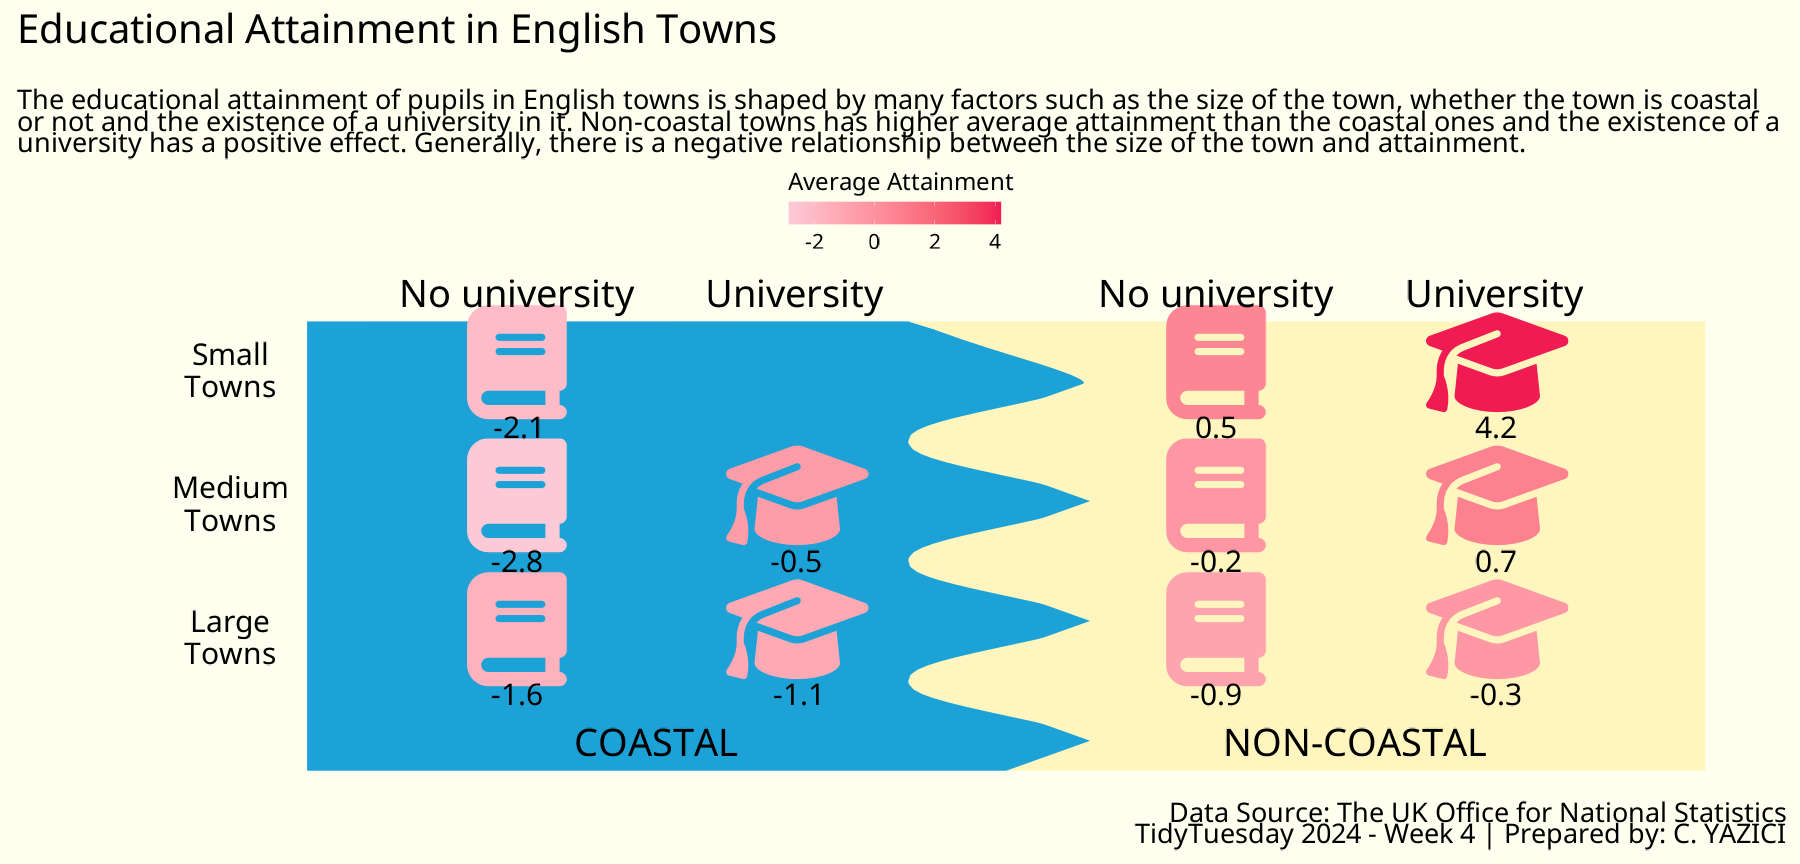 Educational Attainment in English Towns
The educational attainment of pupils in English towns is shaped by many factors such as the size of the town, whether the town is coastal
or not and the existence of a university in it. Non-coastal towns has higher average attainment than the coastal ones and the existence of a
university has a positive effect. Generally, there is a negative relationship between the size of the town and attainment.
Average Attainment
-2 0 2 4
No university University No university University
Small
Towns
-2.1 0.5 4.2
Medium
Towns
-2.8 -0.5 -0.2 0.7
Large
Towns
-1.6 -1.1 -0.9 -0.3
COASTAL NON-COASTAL
Data Source: The UK Office for National Statistics
TidyTuesday 2024 - Week 4 | Prepared by: C. YAZICI